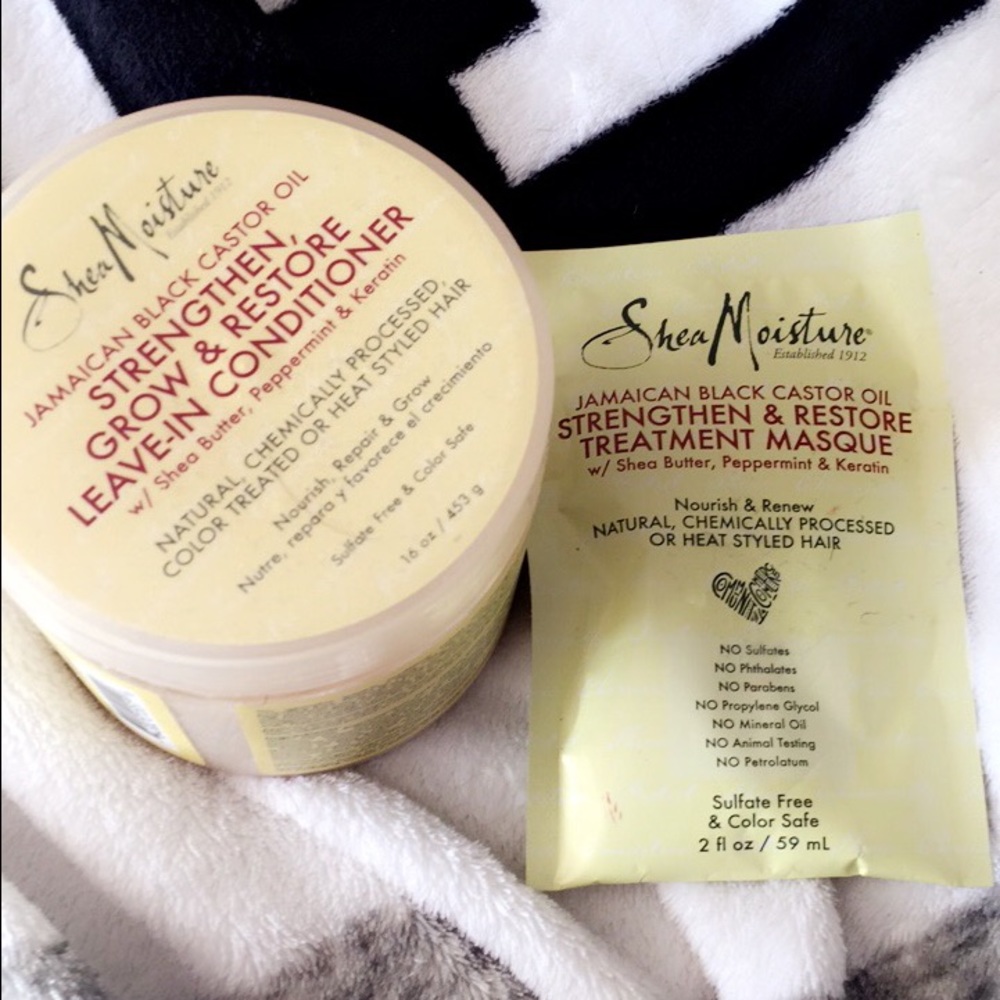 SheaMoisture
Established 1912
JAMAICAN BLACK CASTOR OIL
STRENGTHEN,
GROW & RESTORE
LEAVE-IN CONDITIONER
w/ Shea Butter, Peppermint & Keratin
NATURAL, CHEMICALLY PROCESSED,
COLOR TREATED OR HEAT STYLED HAIR
Nourish, Repair & Grow
Nutre, repara y favorece el crecimiento
Sulfate Free & Color Safe
16 oz / 453 g
SheaMoisture®
Established 1912
JAMAICAN BLACK CASTOR OIL
STRENGTHEN & RESTORE
TREATMENT MASQUE
w/ Shea Butter, Peppermint & Keratin
Nourish & Renew
NATURAL, CHEMICALLY PROCESSED
OR HEAT STYLED HAIR
COMMUNITY
COMMERCE
NO Sulfates
NO Phthalates
NO Parabens
NO Propylene Glycol
NO Mineral Oil
NO Animal Testing
NO Petrolatum
Sulfate Free
& Color Safe
2 fl oz / 59 mL